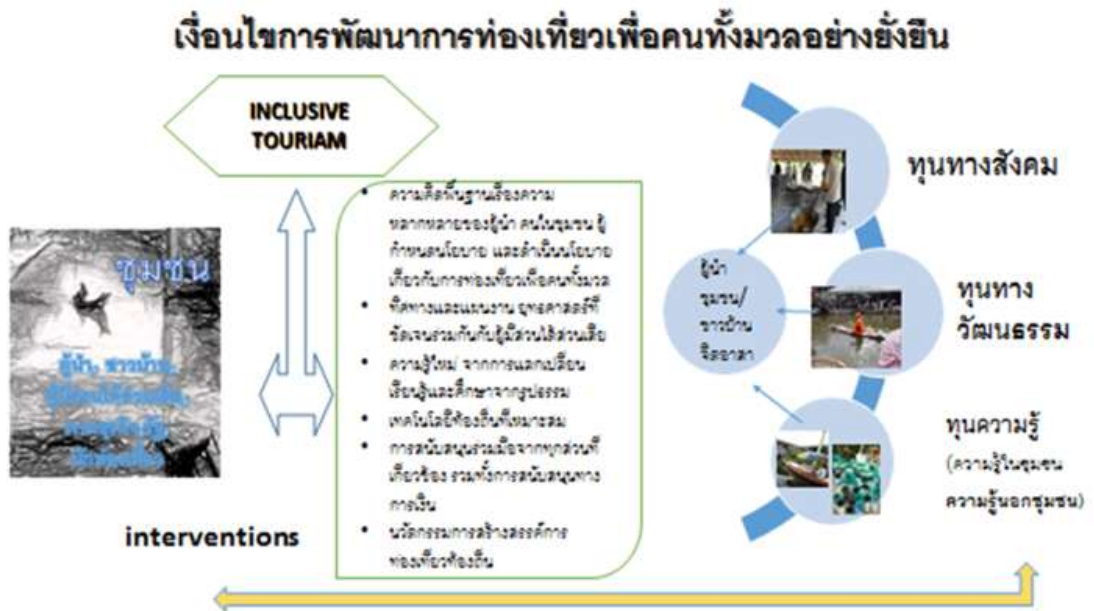 เงื่อนไขการพัฒนาการท่องเที่ยวเพื่อคนทั้งมวลอย่างยั่งยืน
INCLUSIVE
TOURIAM
ชุมชน
ผู้นำ, ชาวบ้าน,
interventions
• ความคิดพื้นฐานเรื่องความ
หลากหลายของผู้นำ คนในชุมชน ผู้
กำหนดนโยบาย และดำเนินนโยบาย
เกี่ยวกับการท่องเที่ยวเพื่อคนทั้งมวล
• ทิศทางและแผนงาน ยุทธศาสตร์ที่
ชัดเจนรวมกันกับผู้มีส่วนได้ส่วนเสีย
• ความรู้ใหม่ จากการแลกเปลี่ยน
เรียนรู้และศึกษาจากรูปธรรม
• เทคโนโลยีท้องถิ่นที่เหมาะสม
• การสนับสนุนร่วมมือจากทุกส่วนที่
เกี่ยวข้อง รวมทั้งการสนับสนุนทาง
การเงิน
• นวัตกรรมการสร้างสรรค์การ
ท่องเที่ยวท้องถิ่น
ผู้นำ
ชุมชน/
ชาวบ้าน
จิตอาสา
ทุนทางสังคม
ทุนทาง
วัฒนธรรม
ทุนความรู้
(ความรู้ในชุมชน
ความรู้นอกชุมชน)